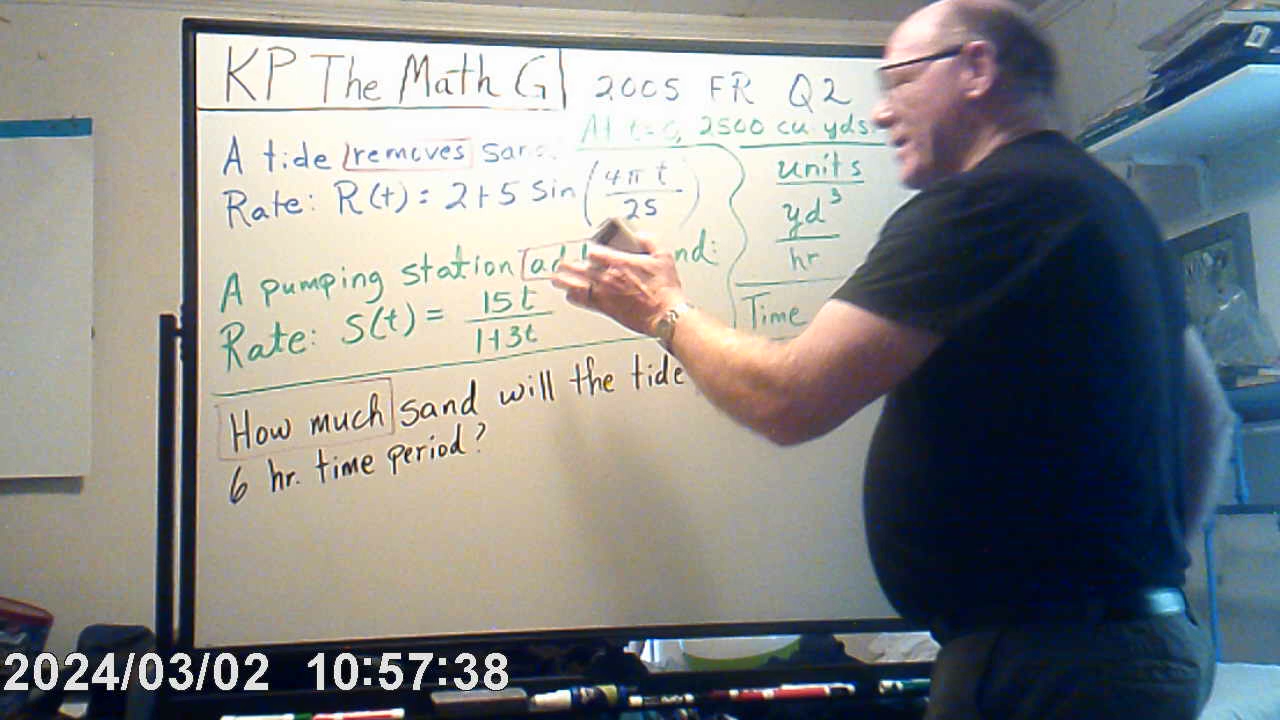 KP The Math G
2005 FR Q2
At t=0, 2500 cu. yds
A tide removes sand.
Rate: R(t) = 2+5 sin(4πt/25)
units
yd³/hr
A pumping station adds sand:
Rate: S(t) = 15t/1+3t
Time
How much sand will the tide
6 hr. time period?
2024/03/02 10:57:38